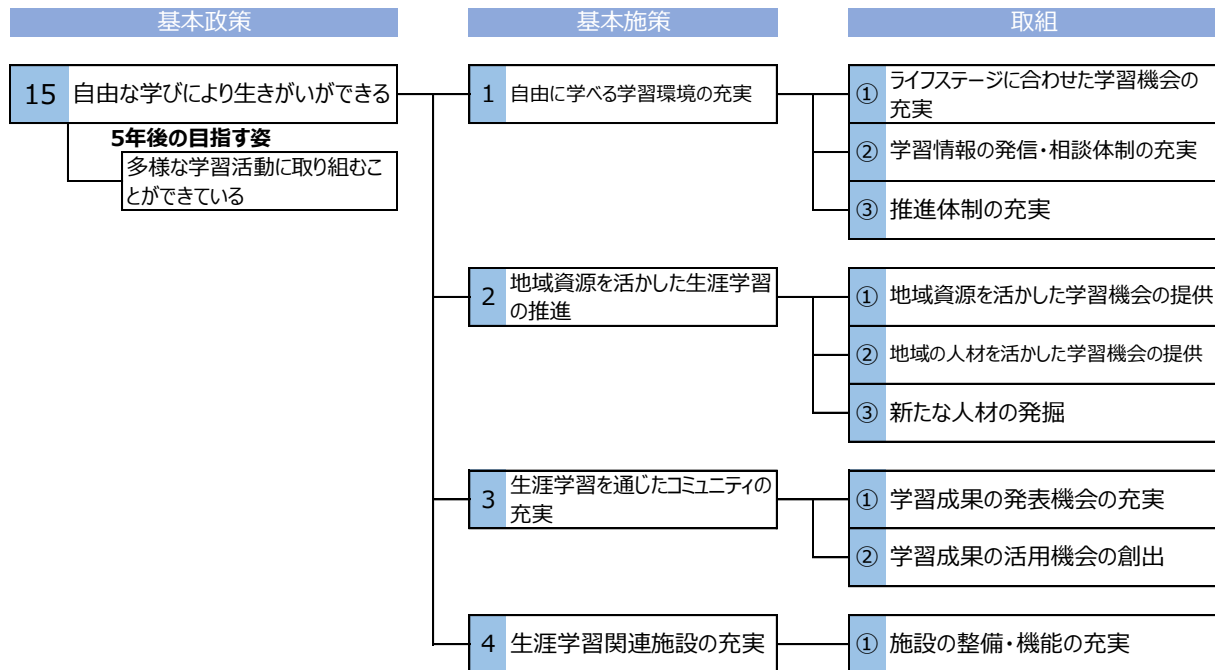 基本政策
基本施策
取組
15 自由な学びにより生きがいができる
5年後の目指す姿
多様な学習活動に取り組むこ
とができている
1 自由に学べる学習環境の充実
① ライフステージに合わせた学習機会の
充実
② 学習情報の発信・相談体制の充実
③ 推進体制の充実
2 地域資源を活かした生涯学習
の推進
① 地域資源を活かした学習機会の提供
② 地域の人材を活かした学習機会の提供
③ 新たな人材の発掘
3 生涯学習を通じたコミュニティの
充実
① 学習成果の発表機会の充実
② 学習成果の活用機会の創出
4 生涯学習関連施設の充実
① 施設の整備・機能の充実